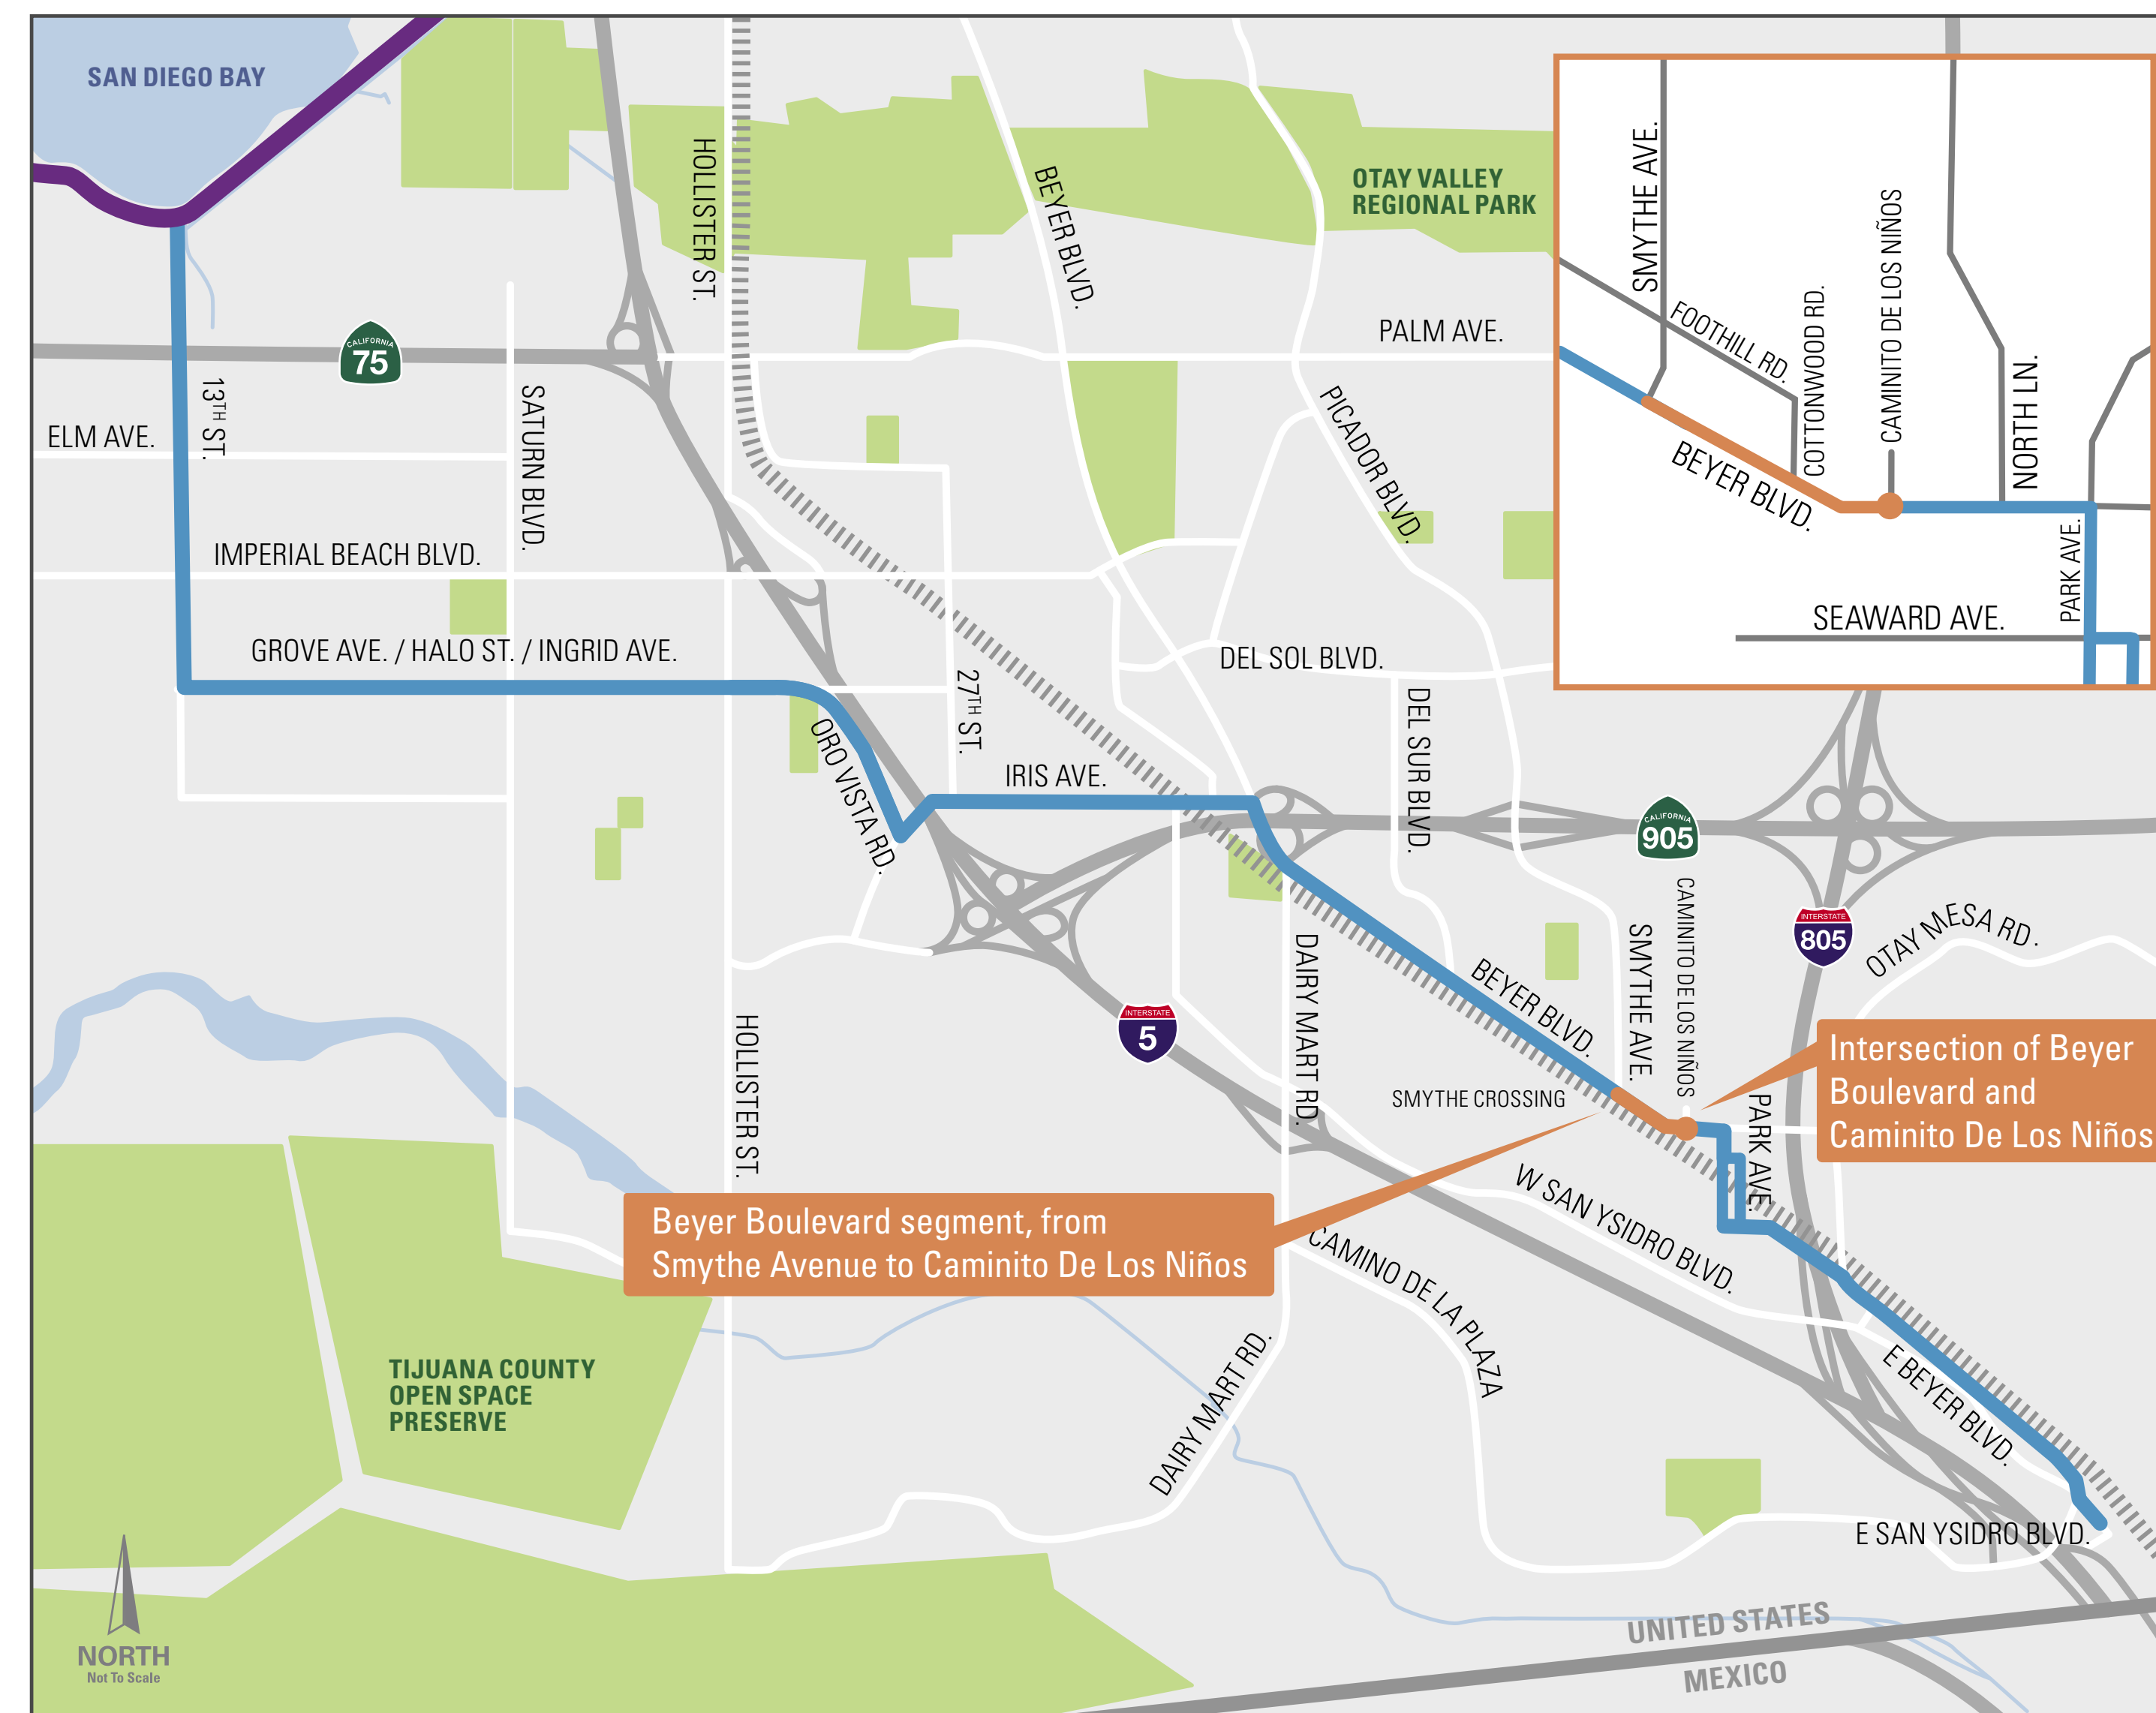 SAN DIEGO BAY
OTAY VALLEY
REGIONAL PARK
HOLLISTER ST.
BEYER BLVD.
PALM AVE.
CALIFORNIA
75
13TH ST.
ELM AVE.
SATURN BLVD.
PICADOR BLVD.
IMPERIAL BEACH BLVD.
GROVE AVE. / HALO ST. / INGRID AVE.
DEL SOL BLVD.
27TH ST.
ORO VISTA RD.
IRIS AVE.
DEL SUR BLVD.
CALIFORNIA
905
SMYTHE AVE.
FOOTHILL RD.
COTTONWOOD RD.
CAMINITO DE LOS NIÑOS
NORTH LN.
BEYER BLVD.
PARK AVE.
SEAWARD AVE.
CAMINITO DE LOS NIÑOS
INTERSTATE
805
OTAY MESA RD.
SMYTHE AVE.
BEYER BLVD.
DAIRY MART RD.
INTERSTATE
5
HOLLISTER ST.
SMYTHE CROSSING
PARK AVE.
Intersection of Beyer
Boulevard and
Caminito De Los Niños
Beyer Boulevard segment, from
Smythe Avenue to Caminito De Los Niños
W SAN YSIDRO BLVD.
CAMINO DE LA PLAZA
DAIRY MART RD.
E BEYER BLVD.
TIJUANA COUNTY
OPEN SPACE
PRESERVE
E SAN YSIDRO BLVD.
UNITED STATES
MEXICO
NORTH
Not To Scale